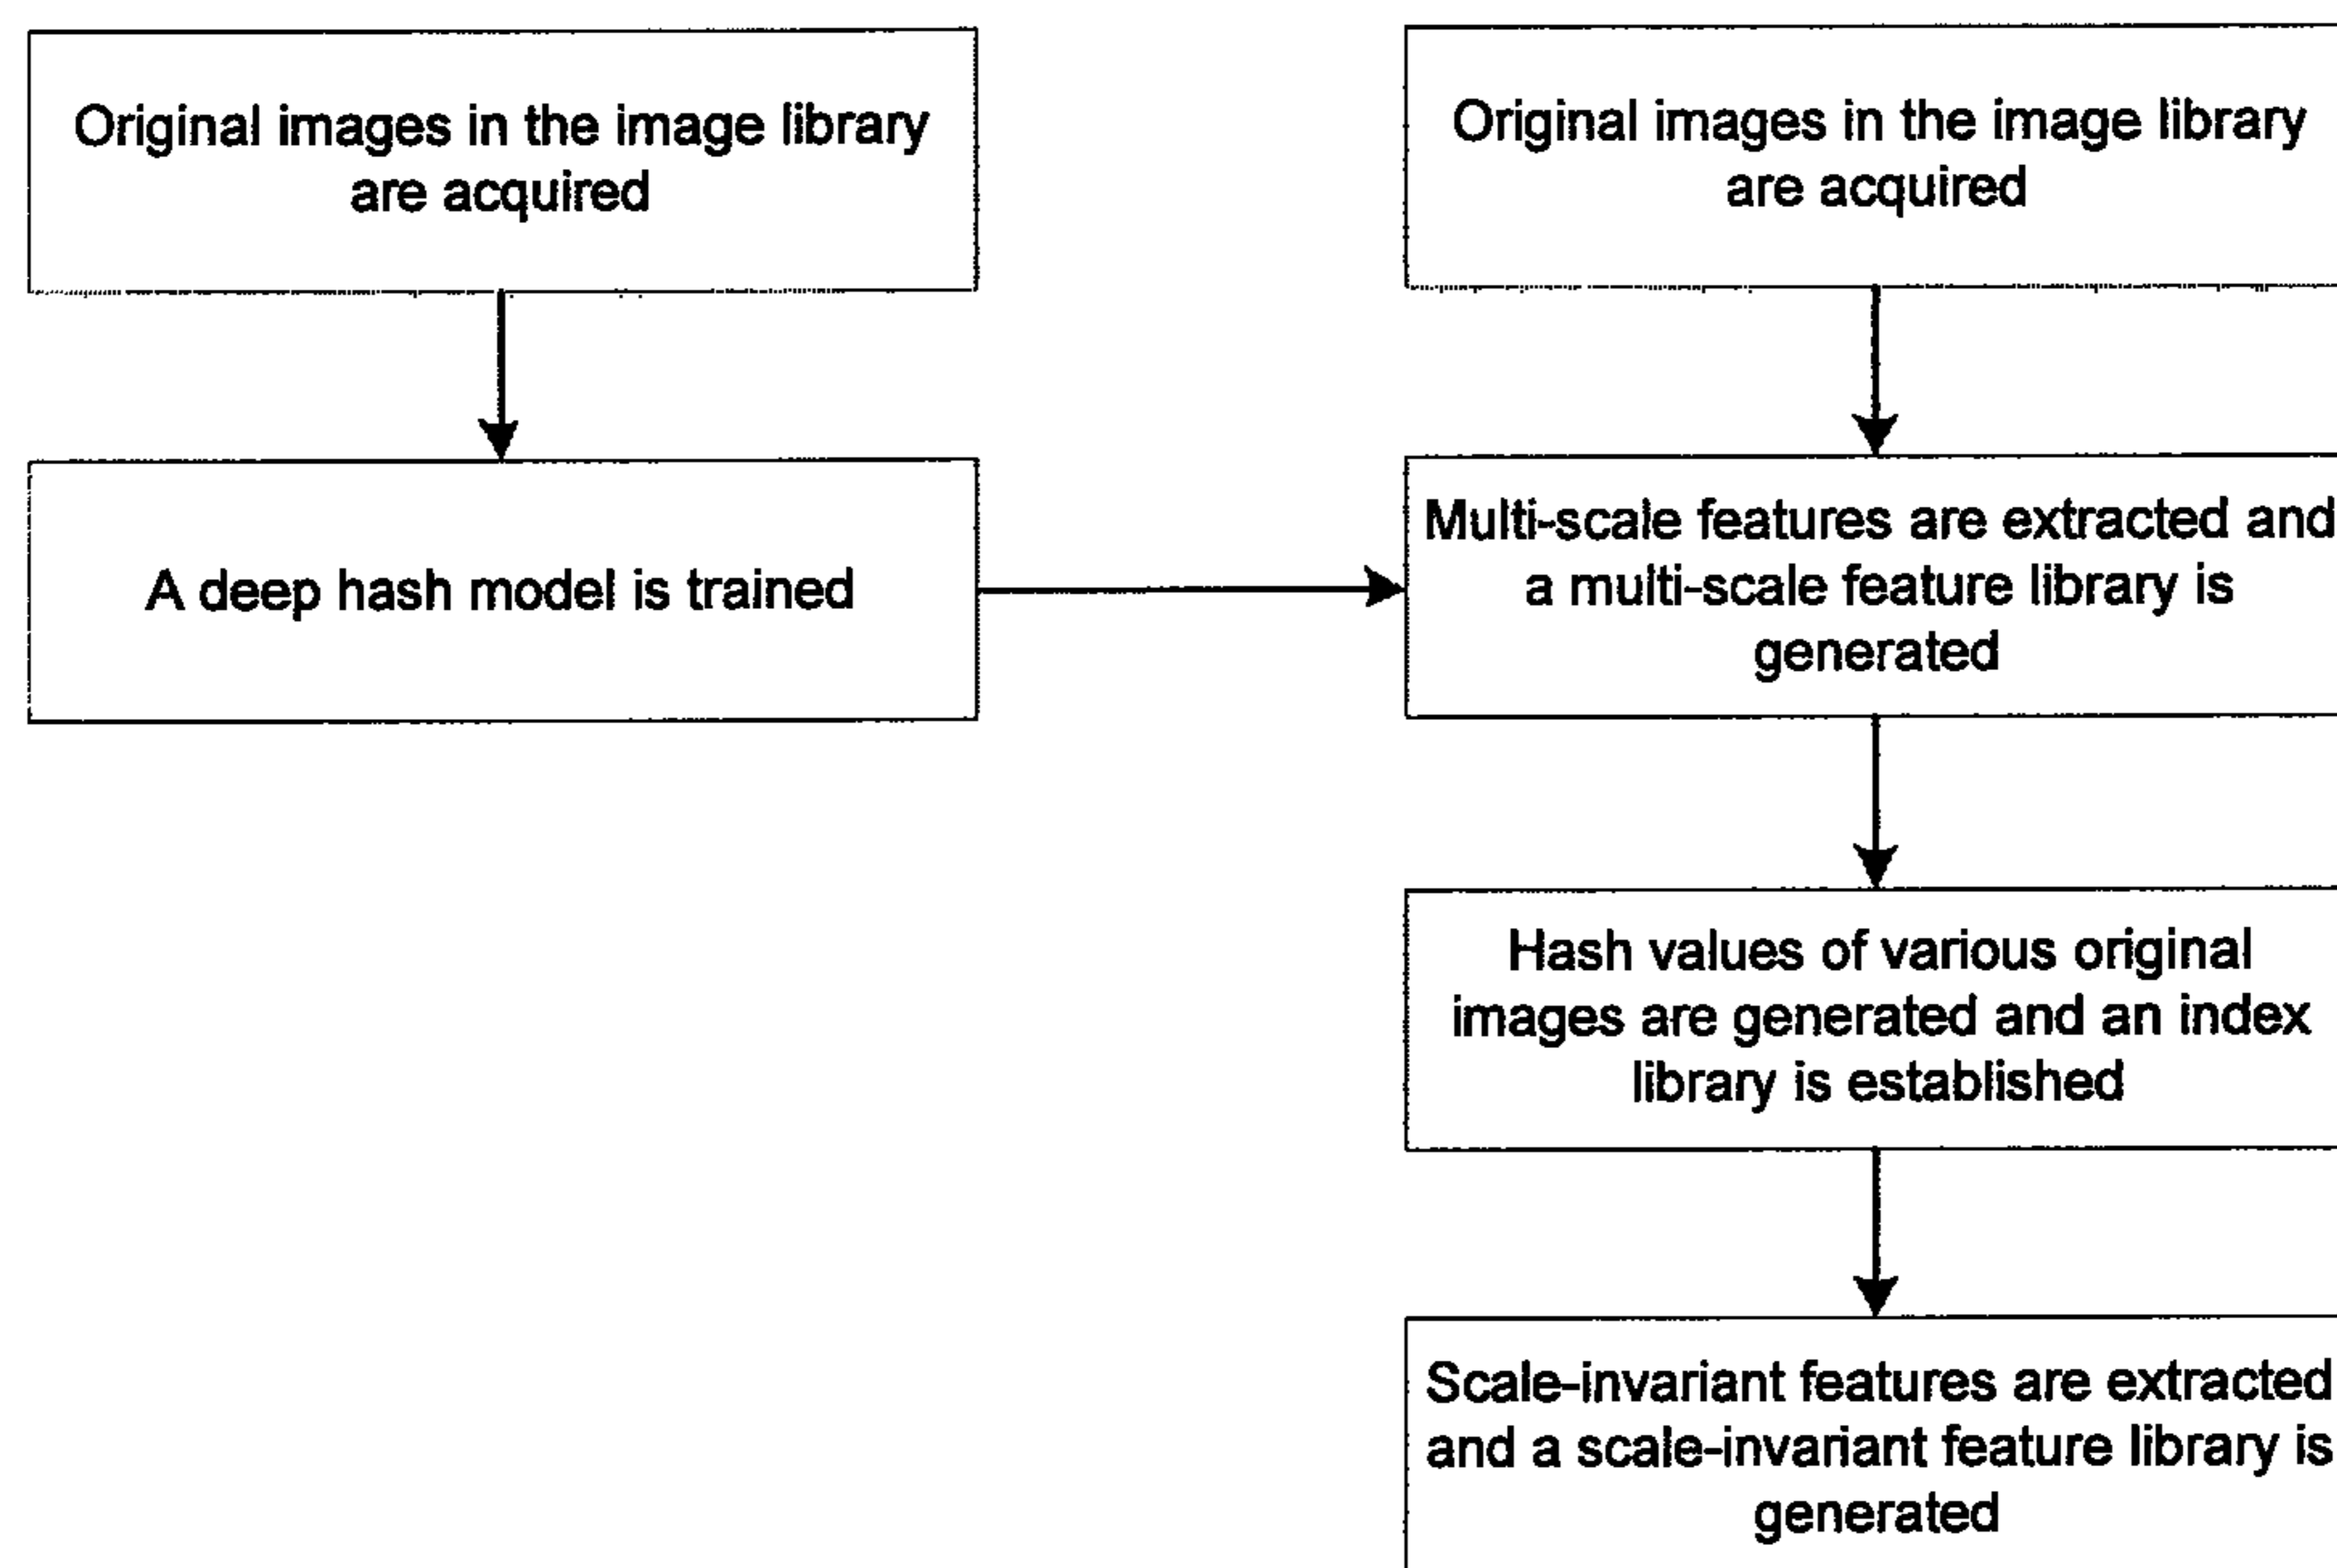 Original images in the image library
are acquired
Original images in the image library
are acquired
A deep hash model is trained
Multi-scale features are extracted and
a multi-scale feature library is
generated
Hash values of various original
images are generated and an index
library is established
Scale-invariant features are extracted
and a scale-invariant feature library is
generated